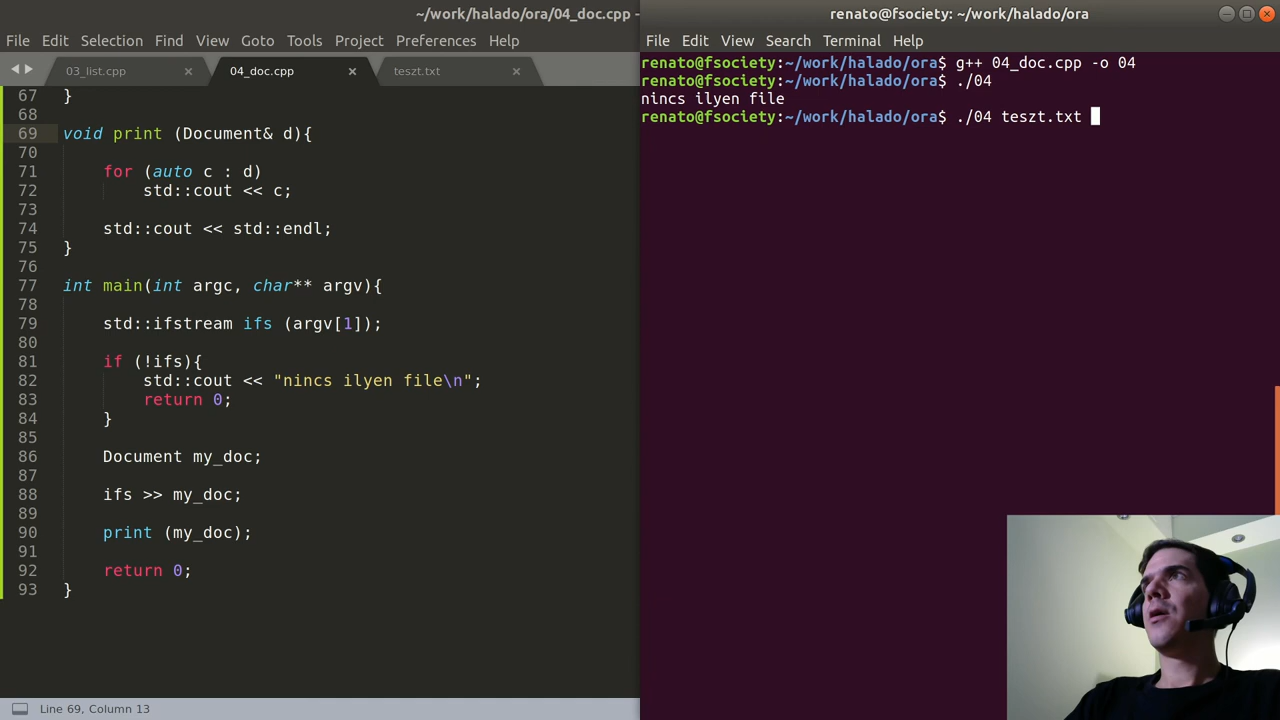 ~/work/halado/ora/04_doc.cpp -
File Edit Selection Find View Goto Tools Project Preferences Help
03_list.cpp × 04_doc.cpp × teszt.txt ×
67 }
68
69 void print (Document& d){
70
71 for (auto c : d)
72 std::cout << c;
73
74 std::cout << std::endl;
75 }
76
77 int main(int argc, char** argv){
78
79 std::ifstream ifs (argv[1]);
80
81 if (!ifs){
82 std::cout << "nincs ilyen file\n";
83 return 0;
84 }
85
86 Document my_doc;
87
88 ifs >> my_doc;
89
90 print (my_doc);
91
92 return 0;
93 }
Line 69, Column 13
renato@fsociety: ~/work/halado/ora
File Edit View Search Terminal Help
renato@fsociety:~/work/halado/ora$ g++ 04_doc.cpp -o 04
renato@fsociety:~/work/halado/ora$ ./04
nincs ilyen file
renato@fsociety:~/work/halado/ora$ ./04 teszt.txt